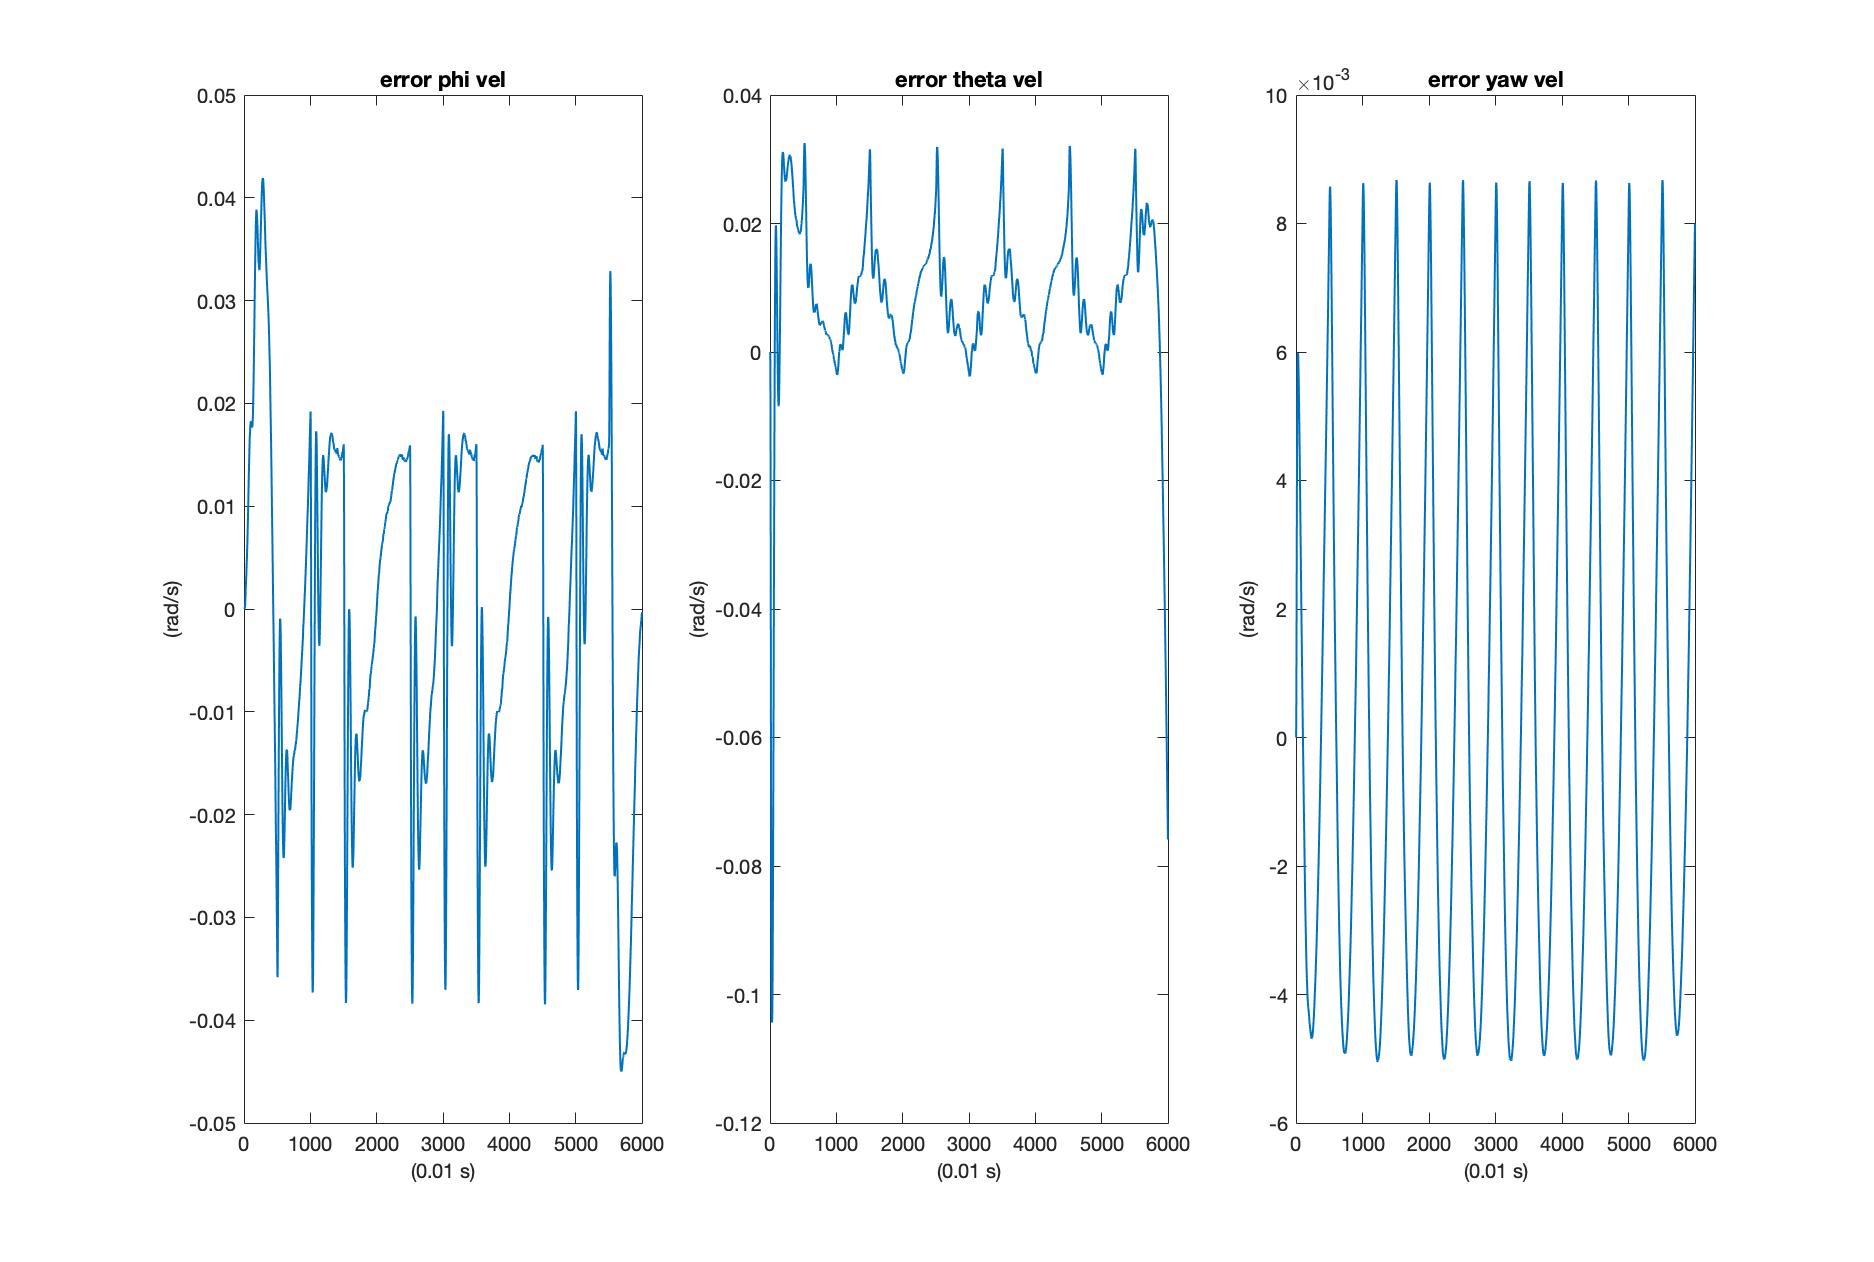 error phi vel
0.05
0.04
0.03
0.02
0.01
0
-0.01
-0.02
-0.03
-0.04
-0.05
(rad/s)
0 1000 2000 3000 4000 5000 6000
(0.01 s)
error theta vel
0.04
0.02
0
-0.02
-0.04
-0.06
-0.08
-0.1
-0.12
(rad/s)
0 1000 2000 3000 4000 5000 6000
(0.01 s)
×10⁻³
error yaw vel
10
8
6
4
2
0
-2
-4
-6
(rad/s)
0 1000 2000 3000 4000 5000 6000
(0.01 s)